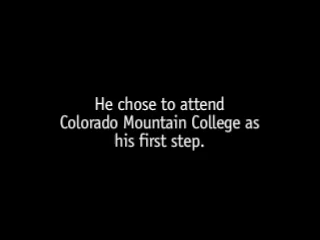 He chose to attend
Colorado Mountain College as
his first step.